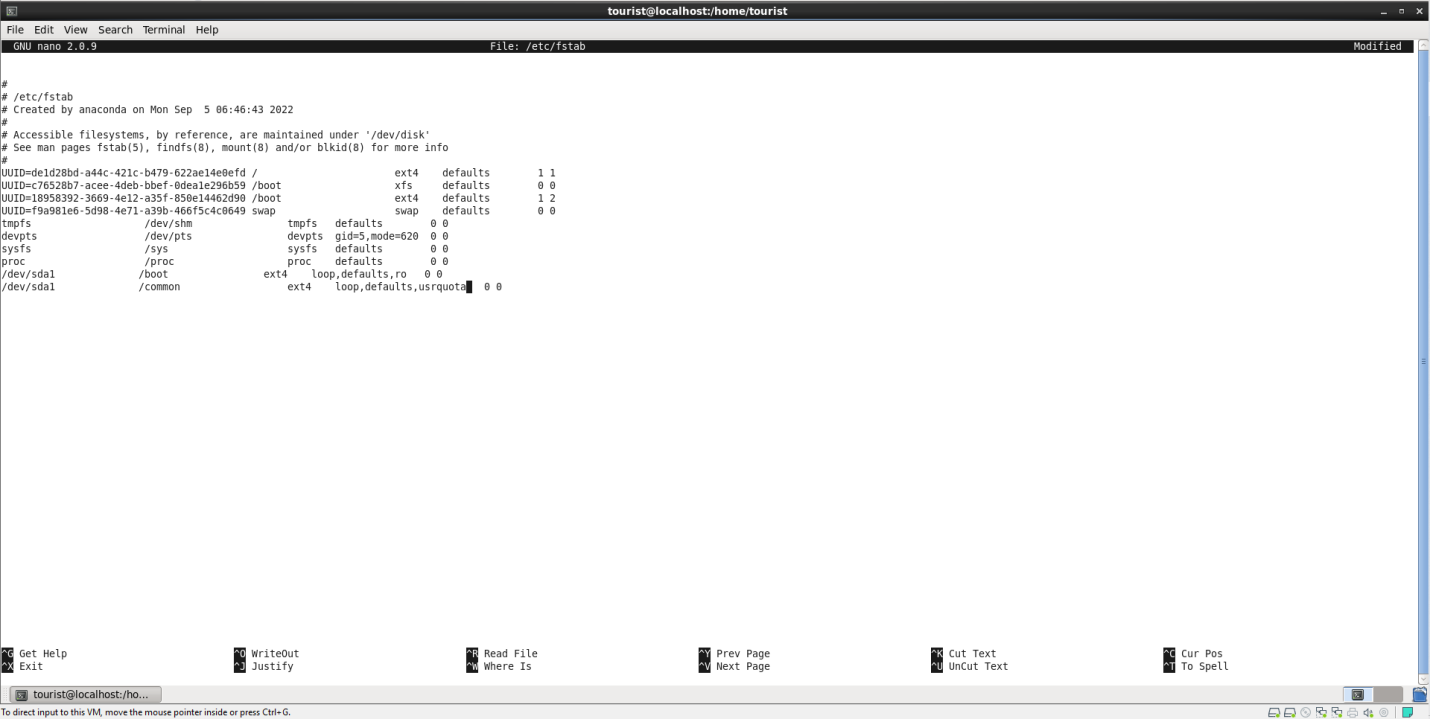 tourist@localhost:/home/tourist
File Edit View Search Terminal Help
GNU nano 2.0.9 File: /etc/fstab Modified
#
# /etc/fstab
# Created by anaconda on Mon Sep  5 06:46:43 2022
#
# Accessible filesystems, by reference, are maintained under '/dev/disk'
# See man pages fstab(5), findfs(8), mount(8) and/or blkid(8) for more info
#
UUID=de1d28bd-a44c-421c-b479-622ae14e0efd /                       ext4    defaults        1 1
UUID=c76528b7-acee-4deb-bbef-0dea1e296b59 /boot                   xfs     defaults        0 0
UUID=18958392-3669-4e12-a35f-850e14462d90 /boot                   ext4    defaults        1 2
UUID=f9a981e6-5d98-4e71-a39b-466f5c4c0649 swap                    swap    defaults        0 0
tmpfs                   /dev/shm                tmpfs   defaults        0 0
devpts                  /dev/pts                devpts  gid=5,mode=620  0 0
sysfs                   /sys                    sysfs   defaults        0 0
proc                    /proc                   proc    defaults        0 0
/dev/sda1              /boot                ext4    loop,defaults,ro   0 0
/dev/sda1              /common                  ext4    loop,defaults,usrquota   0 0
^G Get Help ^O WriteOut ^R Read File ^Y Prev Page ^K Cut Text ^C Cur Pos
^X Exit ^J Justify ^W Where Is ^V Next Page ^U UnCut Text ^T To Spell
tourist@localhost:/ho...
To direct input to this VM, move the mouse pointer inside or press Ctrl+G.